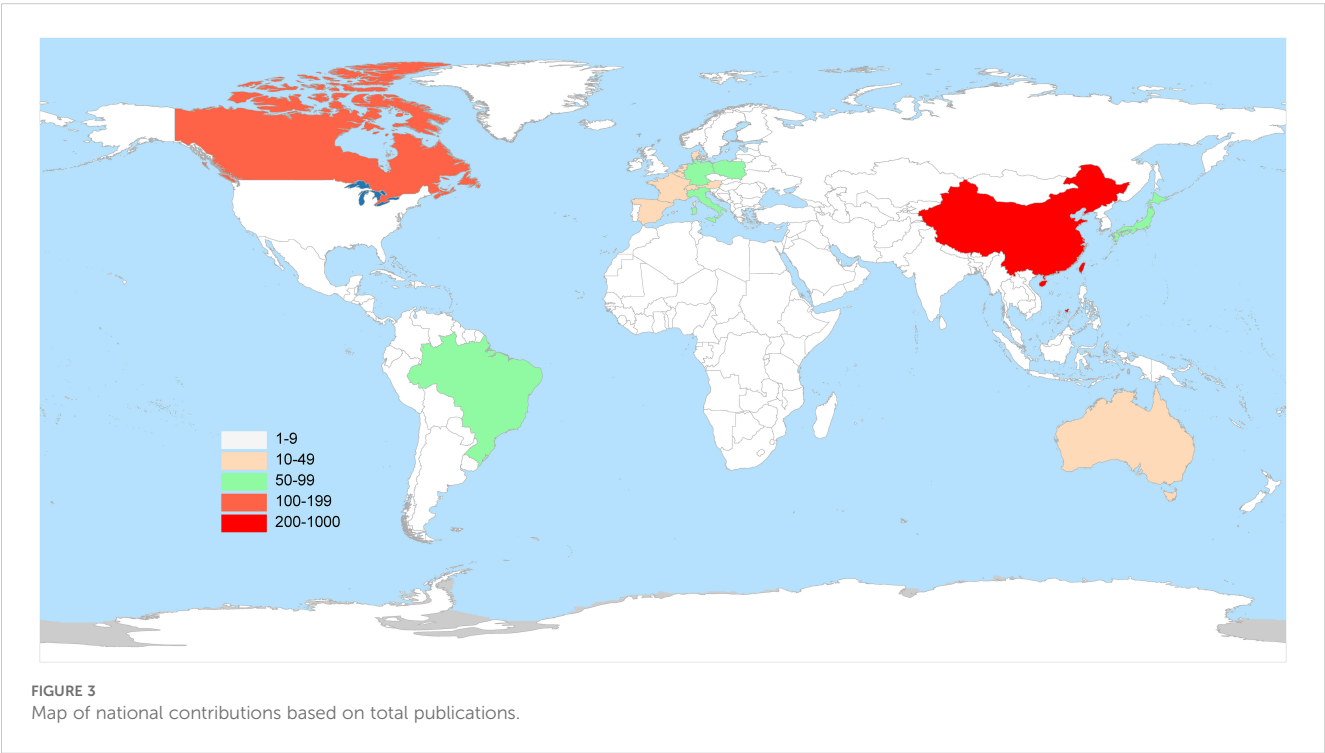 1-9
10-49
50-99
100-199
200-1000
FIGURE 3
Map of national contributions based on total publications.